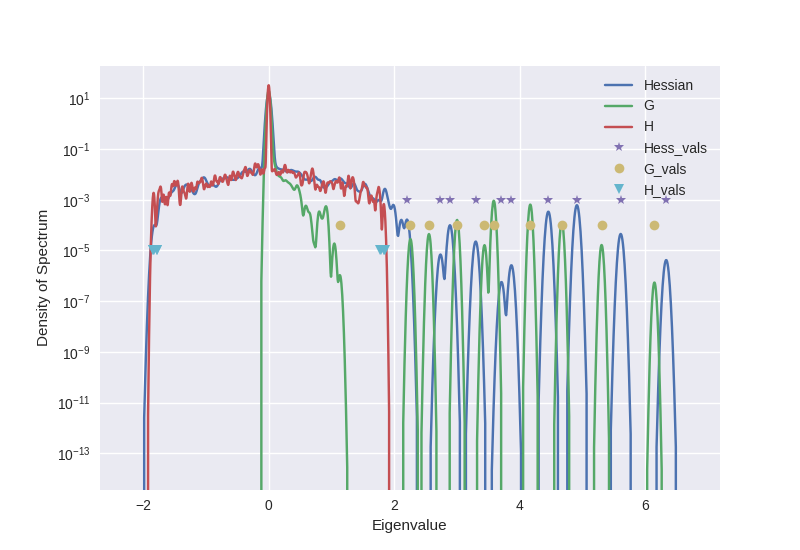 Hessian
G
H
Hess_vals
G_vals
H_vals
10^1
10^−1
10^−3
10^−5
10^−7
10^−9
10^−11
10^−13
Density of Spectrum
−2 0 2 4 6
Eigenvalue